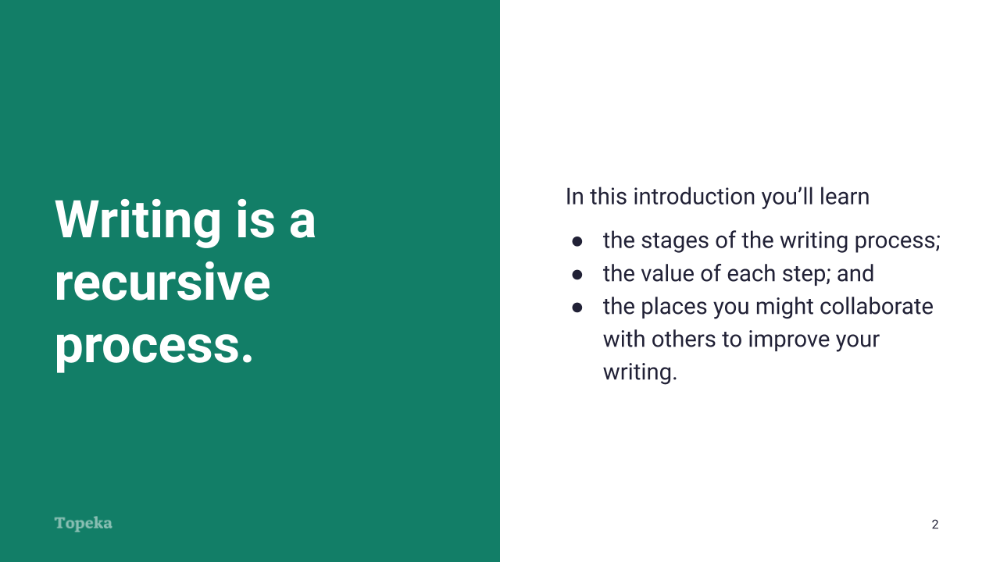 Writing is a
recursive
process.
In this introduction you’ll learn
● the stages of the writing process;
● the value of each step; and
● the places you might collaborate
with others to improve your
writing.
Topeka
2